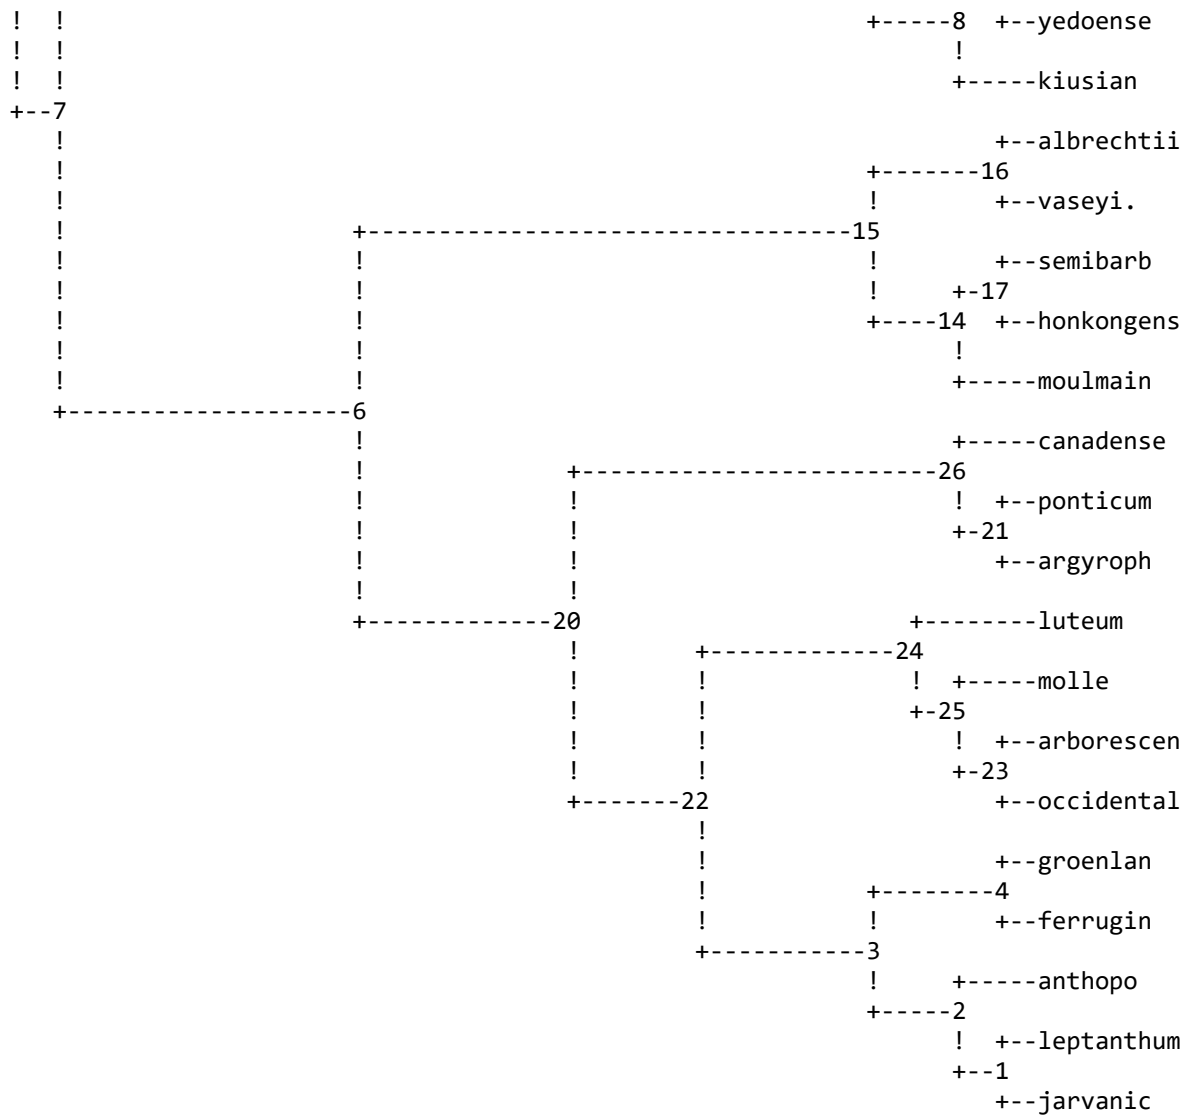 !  !                                                        +-----8  +--yedoense
!  !                                                              !
!  !                                                              +-----kiusian
+--7
   !                                                                 +--albrechtii
   !                                                        +-------16
   !                                                        !        +--vaseyi.
   !                    +----------------------------------15
   !                    !                                   !        +--semibarb
   !                    !                                   !     +-17
   !                    !                                   +----14  +--honkongens
   !                    !                                         !
   !                    !                                         +-----moulmain
   +--------------------6
                        !                                         +-----canadense
                        !              +-------------------------26
                        !              !                          !  +--ponticum
                        !              !                          +-21
                        !              !                             +--argyroph
                        !              !
                        +-------------20                       +--------luteum
                                       !        +-------------24
                                       !        !              !  +-----molle
                                       !        !              +-25
                                       !        !                 !  +--arborescen
                                       !        !                 +-23
                                       +-------22                    +--occidental
                                                !
                                                !                    +--groenlan
                                                !           +--------4
                                                !           !        +--ferrugin
                                                +-----------3
                                                            !     +-----anthopo
                                                            +-----2
                                                                  !  +--leptanthum
                                                                  +--1
                                                                     +--jarvanic